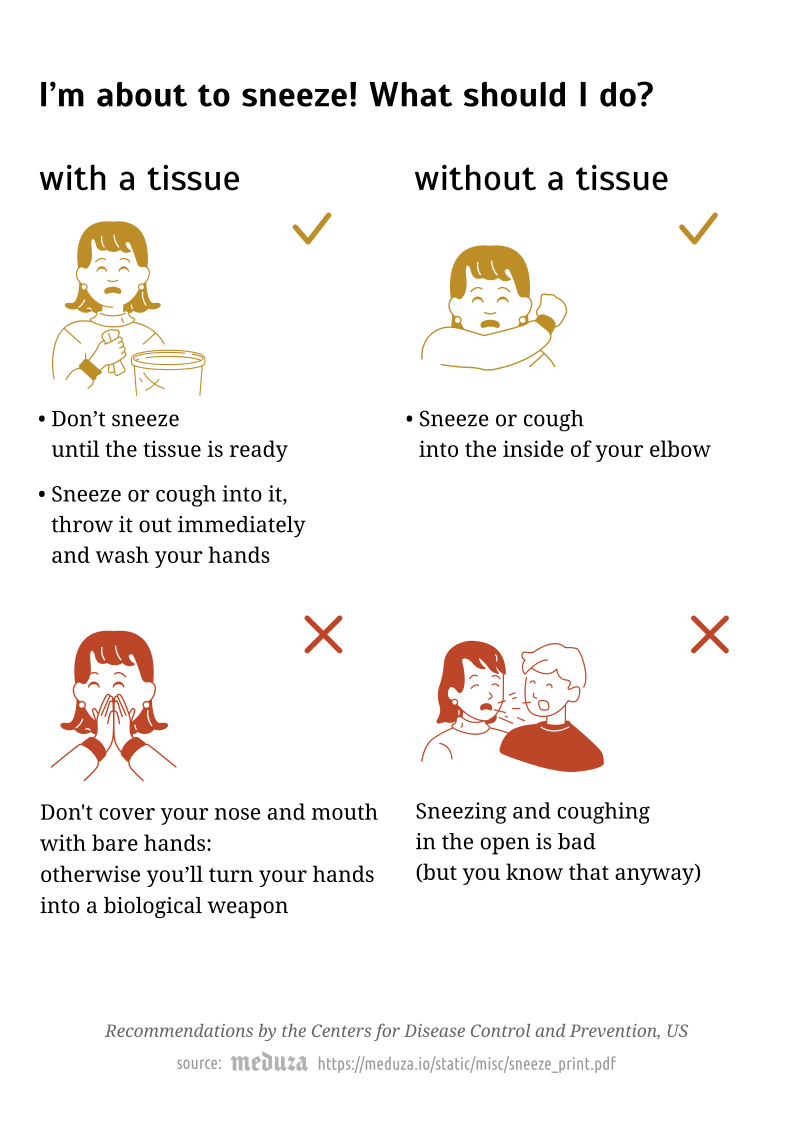 I’m about to sneeze! What should I do?
with a tissue
• Don’t sneeze
until the tissue is ready
• Sneeze or cough into it,
throw it out immediately
and wash your hands
without a tissue
• Sneeze or cough
into the inside of your elbow
Don't cover your nose and mouth
with bare hands:
otherwise you’ll turn your hands
into a biological weapon
Sneezing and coughing
in the open is bad
(but you know that anyway)
Recommendations by the Centers for Disease Control and Prevention, US
source: meduza https://meduza.io/static/misc/sneeze_print.pdf